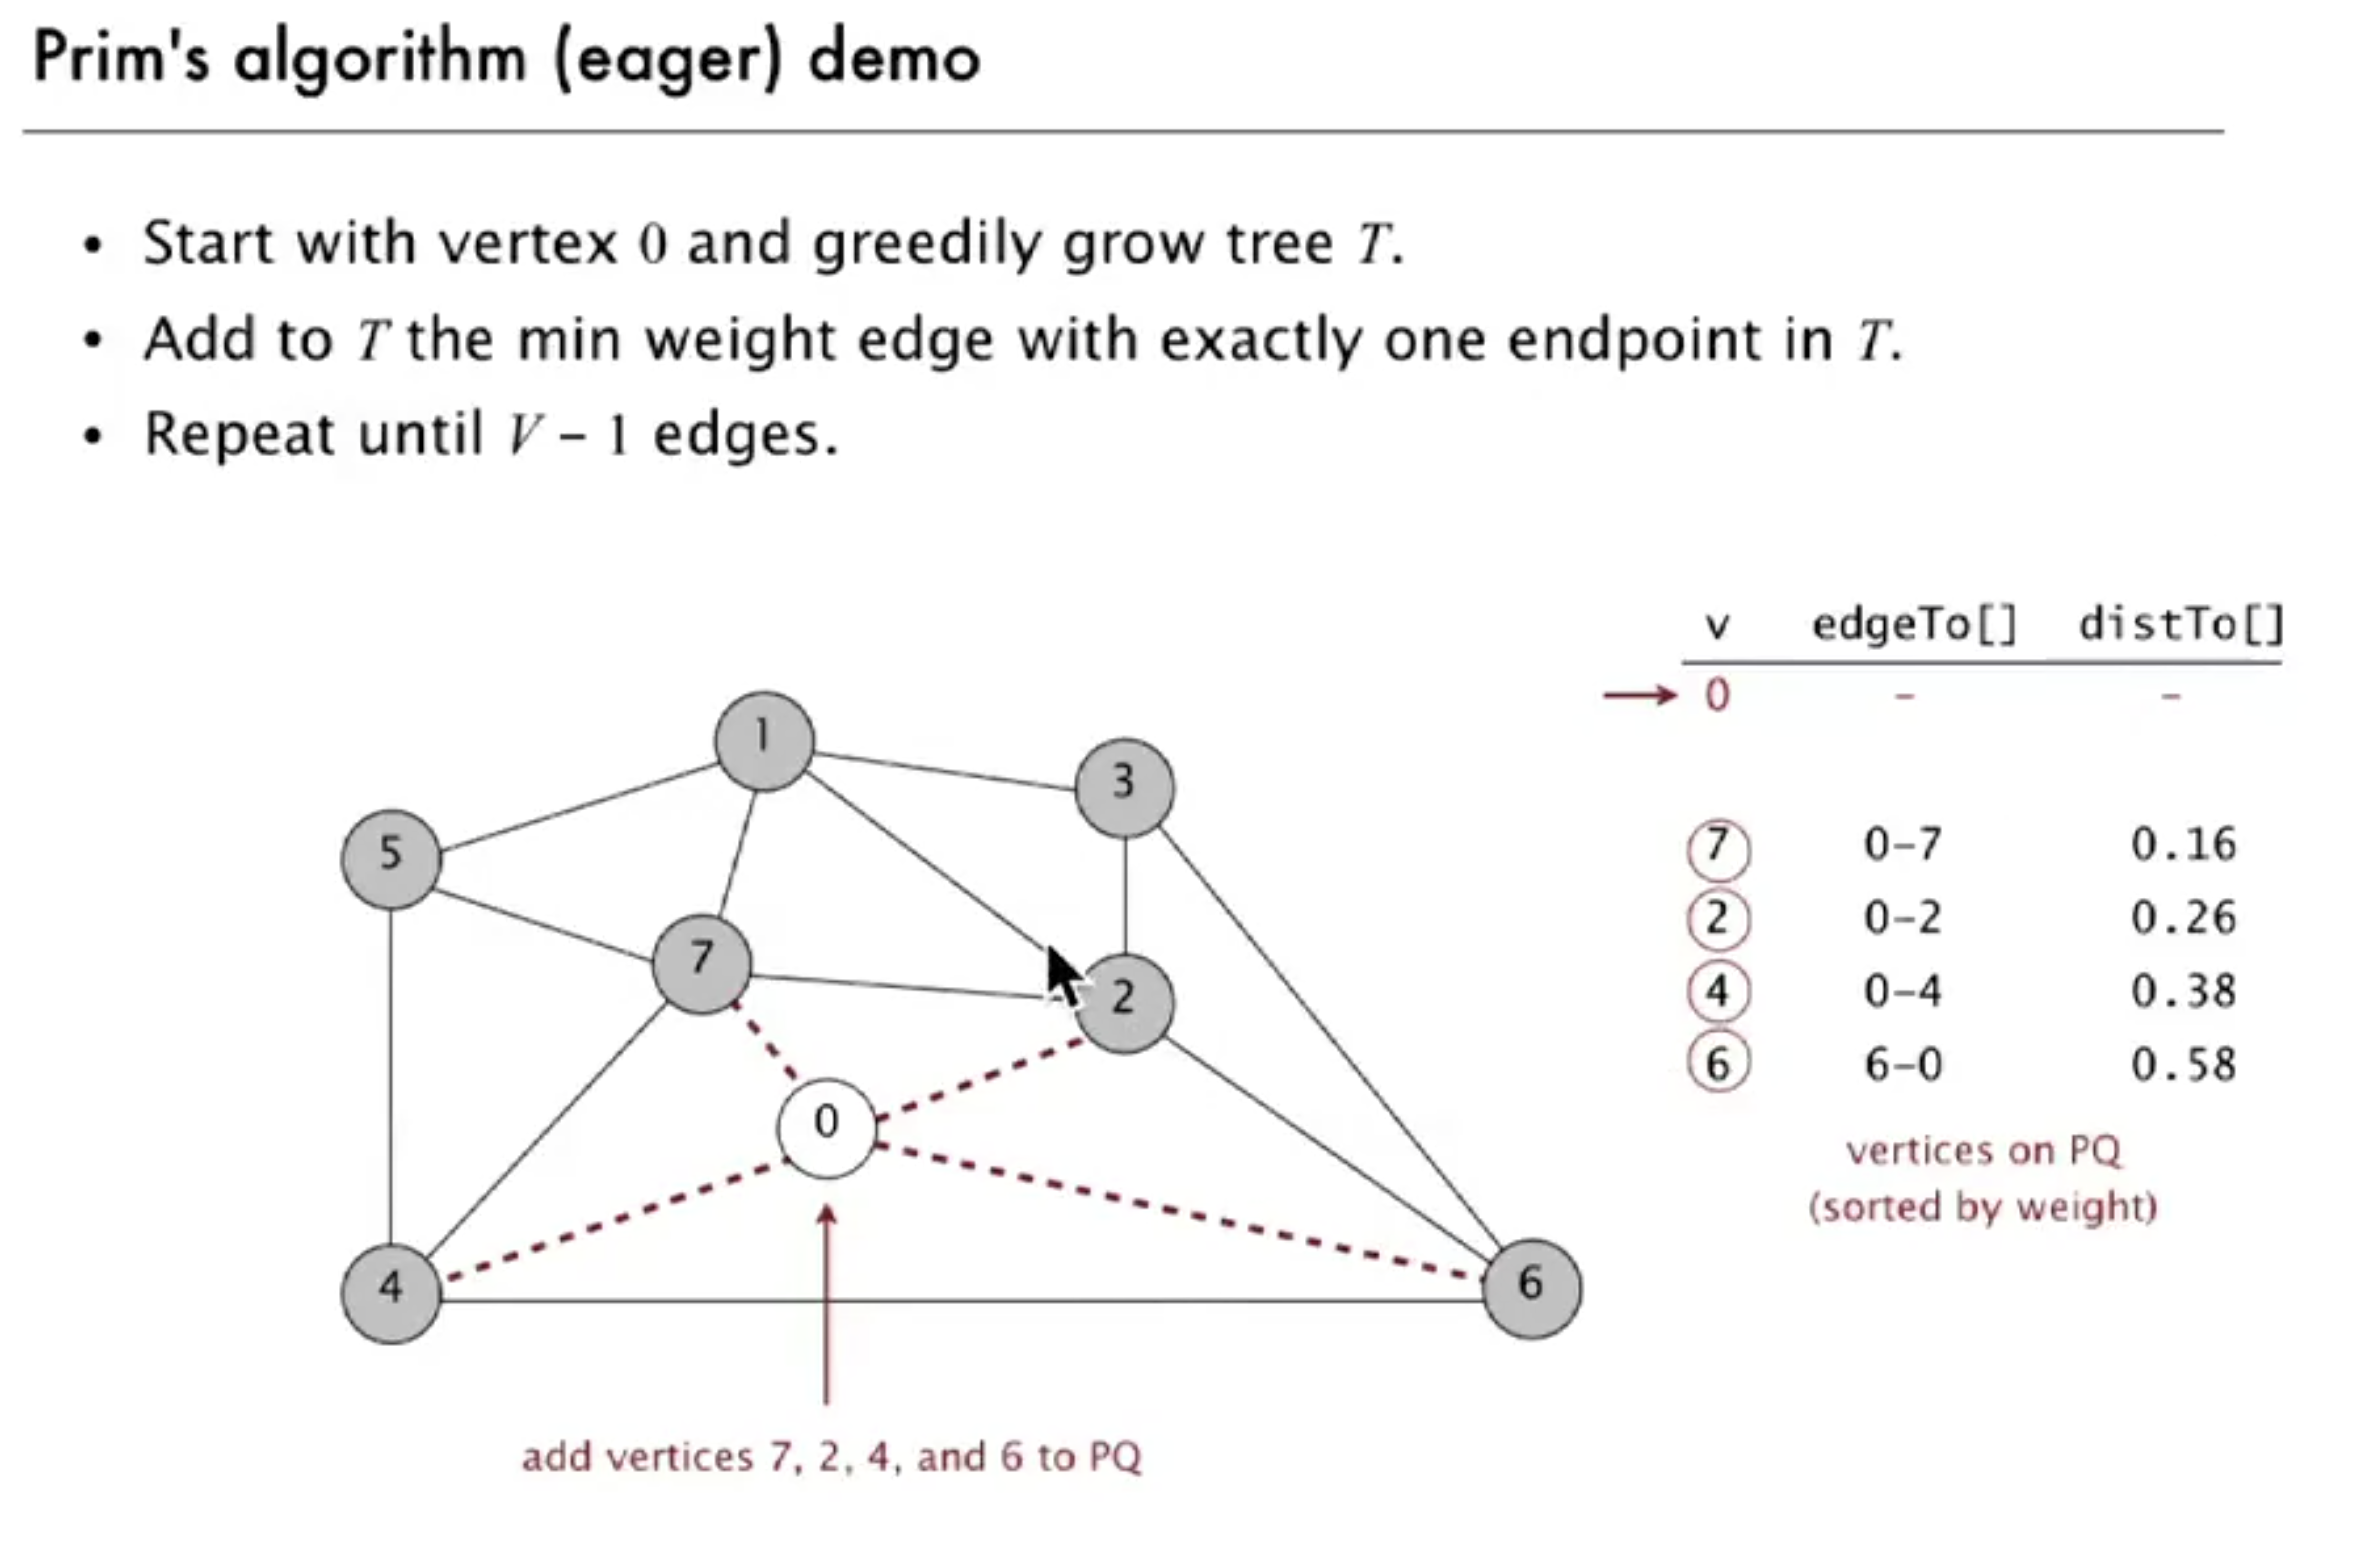 Prim's algorithm (eager) demo
• Start with vertex 0 and greedily grow tree T.
• Add to T the min weight edge with exactly one endpoint in T.
• Repeat until V – 1 edges.
v edgeTo[] distTo[]
0 – –
7 0–7 0.16
2 0–2 0.26
4 0–4 0.38
6 6–0 0.58
vertices on PQ
(sorted by weight)
1
3
5
7
2
0
4
6
add vertices 7, 2, 4, and 6 to PQ